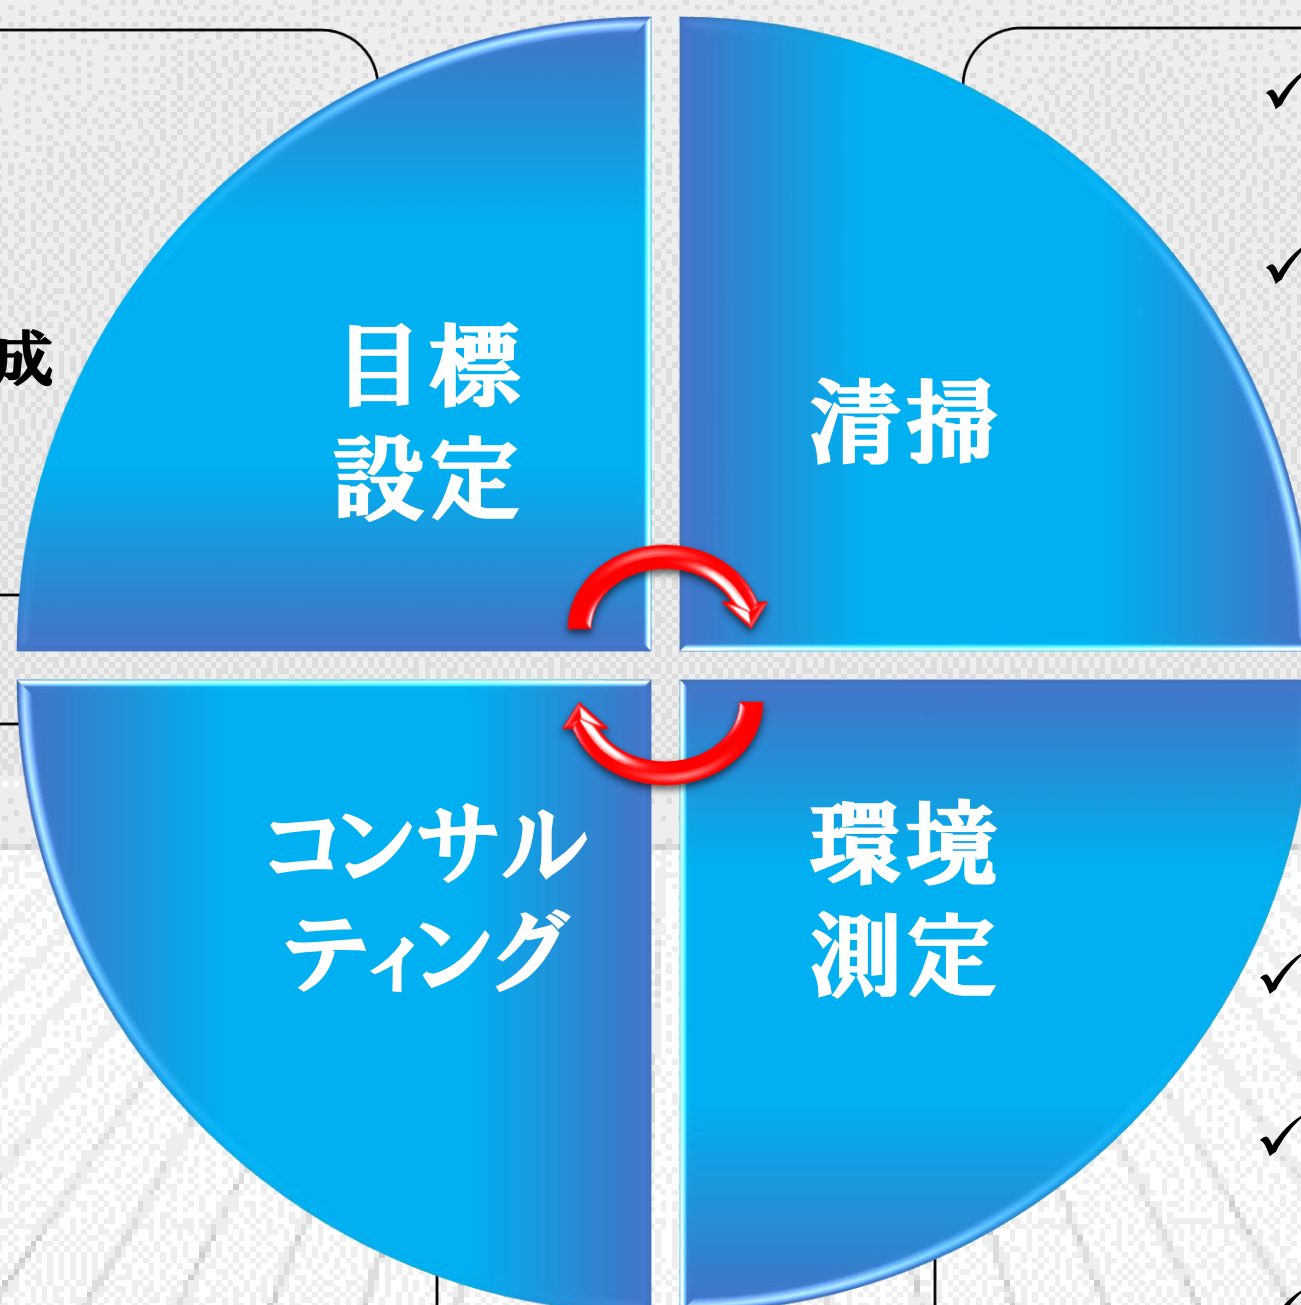 目標
設定
清掃
成
コンサル
ティング
環境
測定
✓
✓
✓
✓